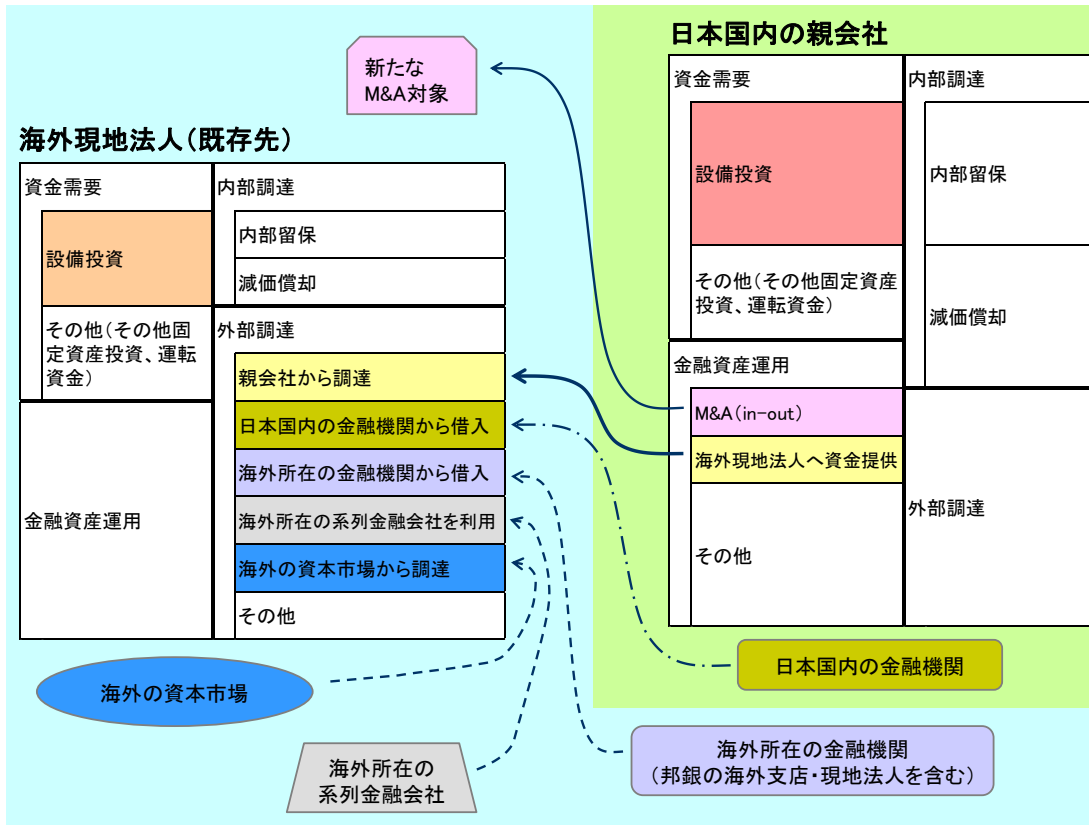 日本国内の親会社
新たな
M&A対象
資金需要
内部調達
設備投資
内部留保
その他(その他固定資産
投資、運転資金)
減価償却
金融資産運用
M&A(in-out)
海外現地法人へ資金提供
その他
外部調達
海外現地法人(既存先)
資金需要
内部調達
設備投資
内部留保
減価償却
その他(その他固
定資産投資、運転
資金)
外部調達
親会社から調達
日本国内の金融機関から借入
海外所在の金融機関から借入
金融資産運用
海外所在の系列金融会社を利用
海外の資本市場から調達
その他
日本国内の金融機関
海外の資本市場
海外所在の
系列金融会社
海外所在の金融機関
(邦銀の海外支店・現地法人を含む)